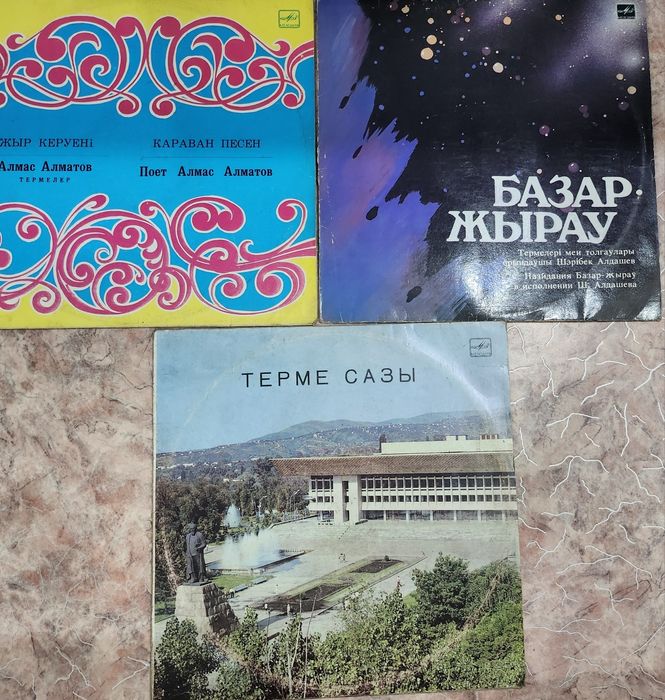 ЖЫР КЕРУЕНІ
Алмас Алматов
ТЕРМЕЛЕР
КАРАВАН ПЕСЕН
Поет Алмас Алматов
БАЗАР-
ЖЫРАУ
Термелері мен толгаулары
орындаушы Шәрібек Алдашев
Назидания Базар-жырау
в исполнении Ш. Алдашева
ТЕРМЕ САЗЫ